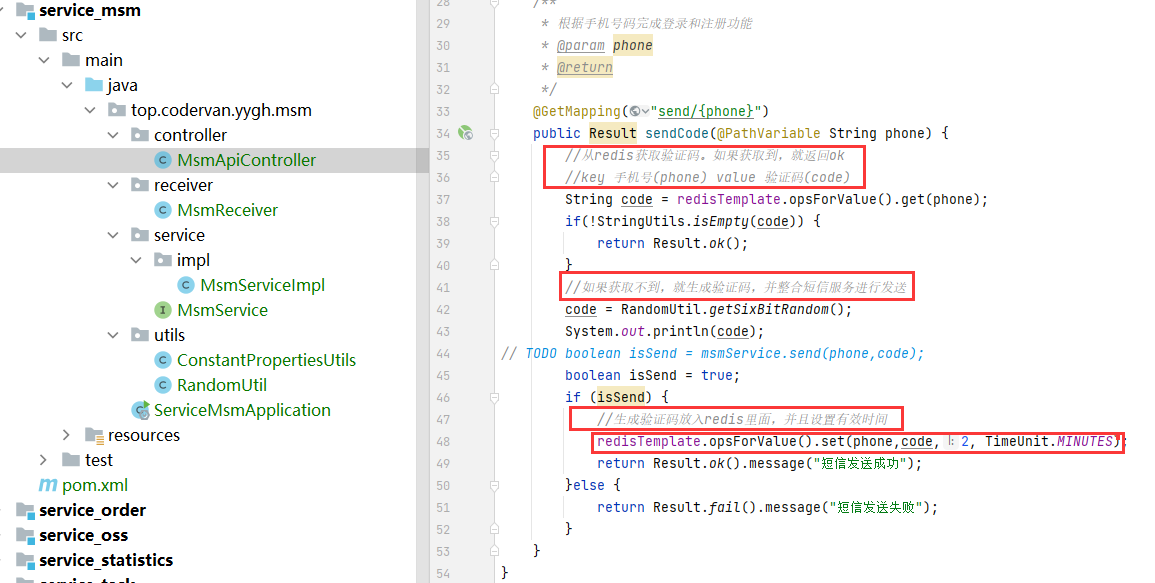 service_msm
src
main
java
top.codervan.yygh.msm
controller
MsmApiController
receiver
MsmReceiver
service
impl
MsmServiceImpl
MsmService
utils
ConstantPropertiesUtils
RandomUtil
ServiceMsmApplication
resources
test
pom.xml
service_order
service_oss
service_statistics
28 /**
29 * 根据手机号码完成登录和注册功能
30 * @param phone
31 * @return
32 */
33 @GetMapping("send/{phone}")
34 public Result sendCode(@PathVariable String phone) {
35 //从redis获取验证码。如果获取到，就返回ok
36 //key 手机号(phone) value 验证码(code)
37 String code = redisTemplate.opsForValue().get(phone);
38 if(!StringUtils.isEmpty(code)) {
39 return Result.ok();
40 }
41 //如果获取不到，就生成验证码，并整合短信服务进行发送
42 code = RandomUtil.getSixBitRandom();
43 System.out.println(code);
44 // TODO boolean isSend = msmService.send(phone,code);
45 boolean isSend = true;
46 if (isSend) {
47 //生成验证码放入redis里面，并且设置有效时间
48 redisTemplate.opsForValue().set(phone,code, l: 2, TimeUnit.MINUTES);
49 return Result.ok().message("短信发送成功");
50 }else {
51 return Result.fail().message("短信发送失败");
52 }
53 }
54 }